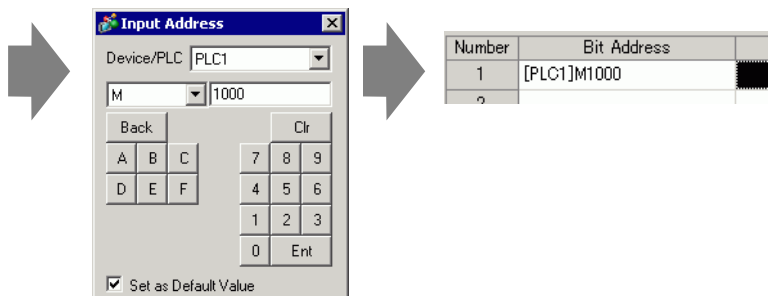 Input Address
Device/PLC PLC1
M 1000
Back Clr
A B C 7 8 9
D E F 4 5 6
1 2 3
0 Ent
Set as Default Value
Number Bit Address
1 [PLC1]M1000
2